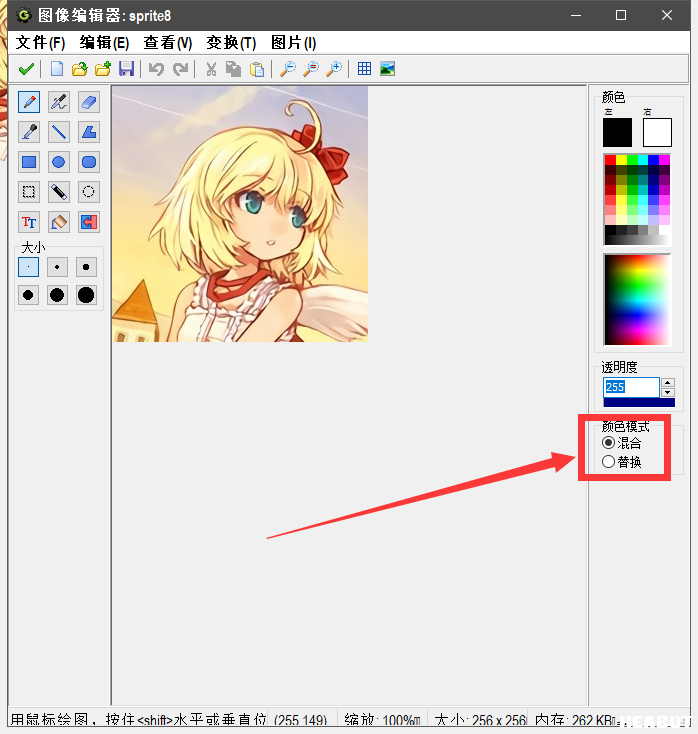 图像编辑器: sprite8
文件(F) 编辑(E) 查看(V) 变换(T) 图片(I)
颜色
左 右
TT
大小
透明度
255
颜色模式
混合
替换
用鼠标绘图，按住<shift>水平或垂直位 (255 149) 缩放: 100% 大小: 256 x 256 内存: 262 KB